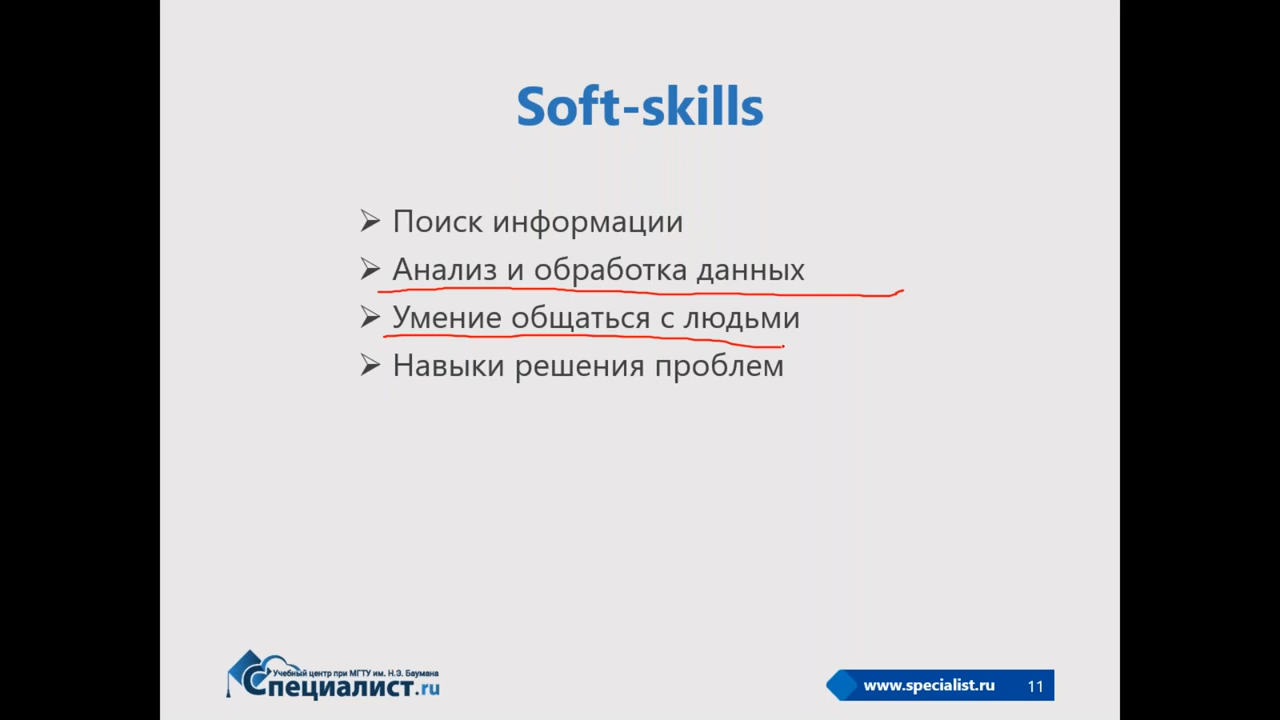 Soft-skills
Поиск информации
Анализ и обработка данных
Умение общаться с людьми
Навыки решения проблем
Учебный центр при МГТУ им. Н.Э. Баумана
Специалист.ru
www.specialist.ru 11